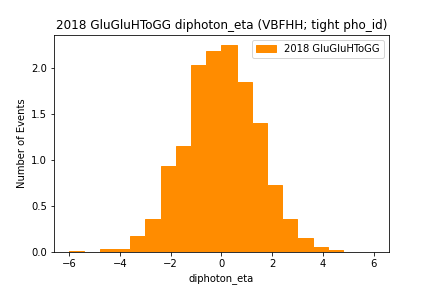 2018 GluGluHToGG diphoton_eta (VBFHH; tight pho_id)
2018 GluGluHToGG
Number of Events
2.0
1.5
1.0
0.5
0.0
−6 −4 −2 0 2 4 6
diphoton_eta